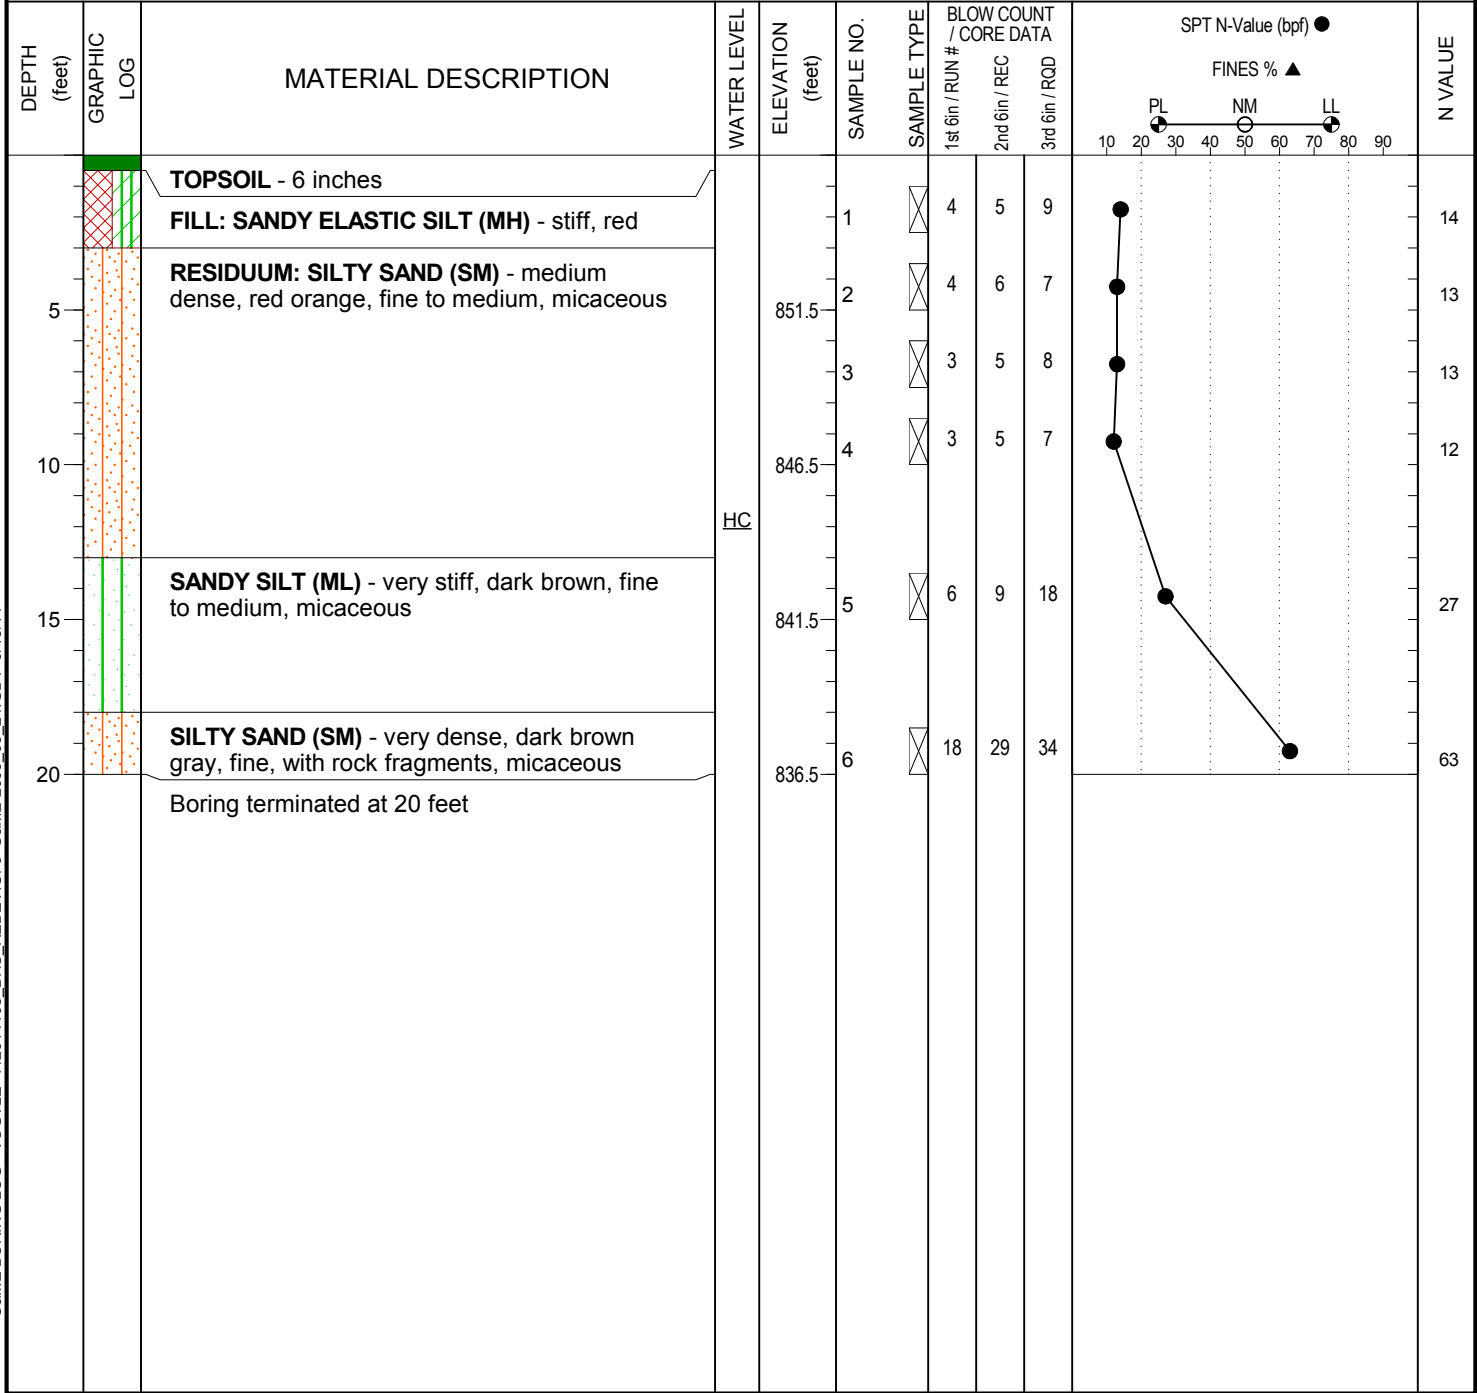 DEPTH
(feet)
GRAPHIC
LOG
MATERIAL DESCRIPTION
WATER LEVEL
ELEVATION
(feet)
SAMPLE NO.
SAMPLE TYPE
BLOW COUNT
/ CORE DATA
1st 6in / RUN #
2nd 6in / REC
3rd 6in / RQD
SPT N-Value (bpf)
FINES %
PL NM LL
10 20 30 40 50 60 70 80 90
N VALUE
TOPSOIL - 6 inches
FILL: SANDY ELASTIC SILT (MH) - stiff, red
1 4 5 9 14
RESIDUUM: SILTY SAND (SM) - medium
dense, red orange, fine to medium, micaceous
2 4 6 7 13
5 851.5
3 3 5 8 13
4 3 5 7 12
10 846.5
HC
SANDY SILT (ML) - very stiff, dark brown, fine
to medium, micaceous
5 6 9 18 27
15 841.5
SILTY SAND (SM) - very dense, dark brown
gray, fine, with rock fragments, micaceous
6 18 29 34 63
20 836.5
Boring terminated at 20 feet